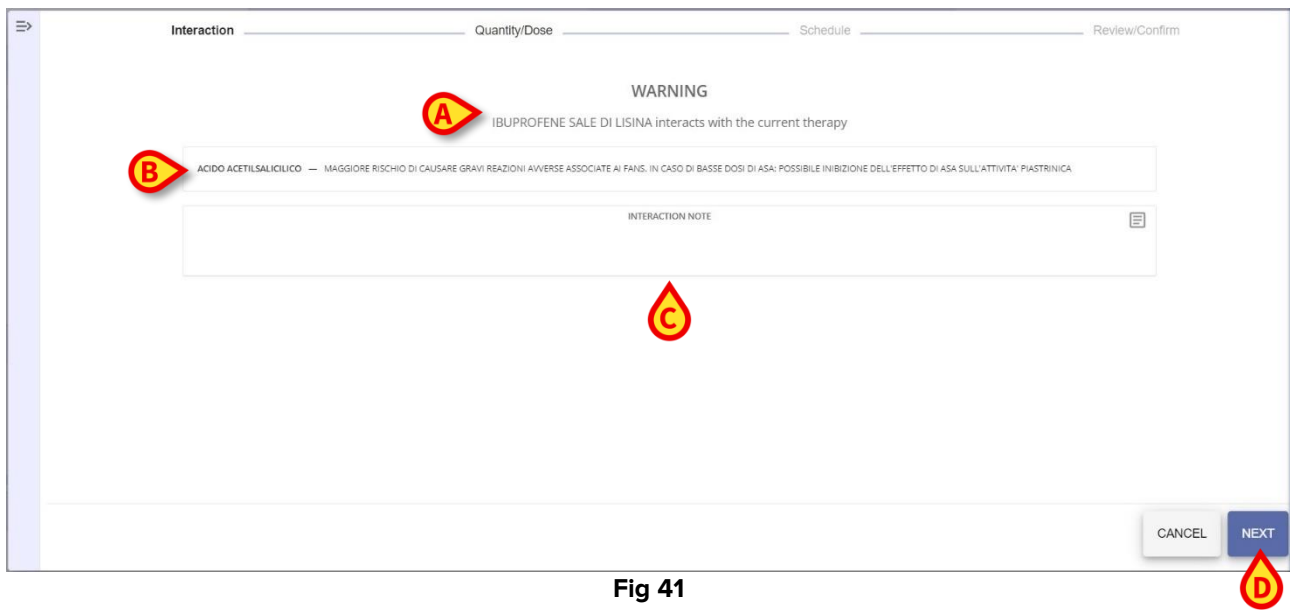 Interaction Quantity/Dose Schedule Review/Confirm
WARNING
A
IBUPROFENE SALE DI LISINA interacts with the current therapy
B
ACIDO ACETILSALICILICO — MAGGIORE RISCHIO DI CAUSARE GRAVI REAZIONI AVVERSE ASSOCIATE AI FANS. IN CASO DI BASSE DOSI DI ASA: POSSIBILE INIBIZIONE DELL'EFFETTO DI ASA SULL'ATTIVITA' PIASTRINICA
INTERACTION NOTE
C
CANCEL NEXT
D
Fig 41